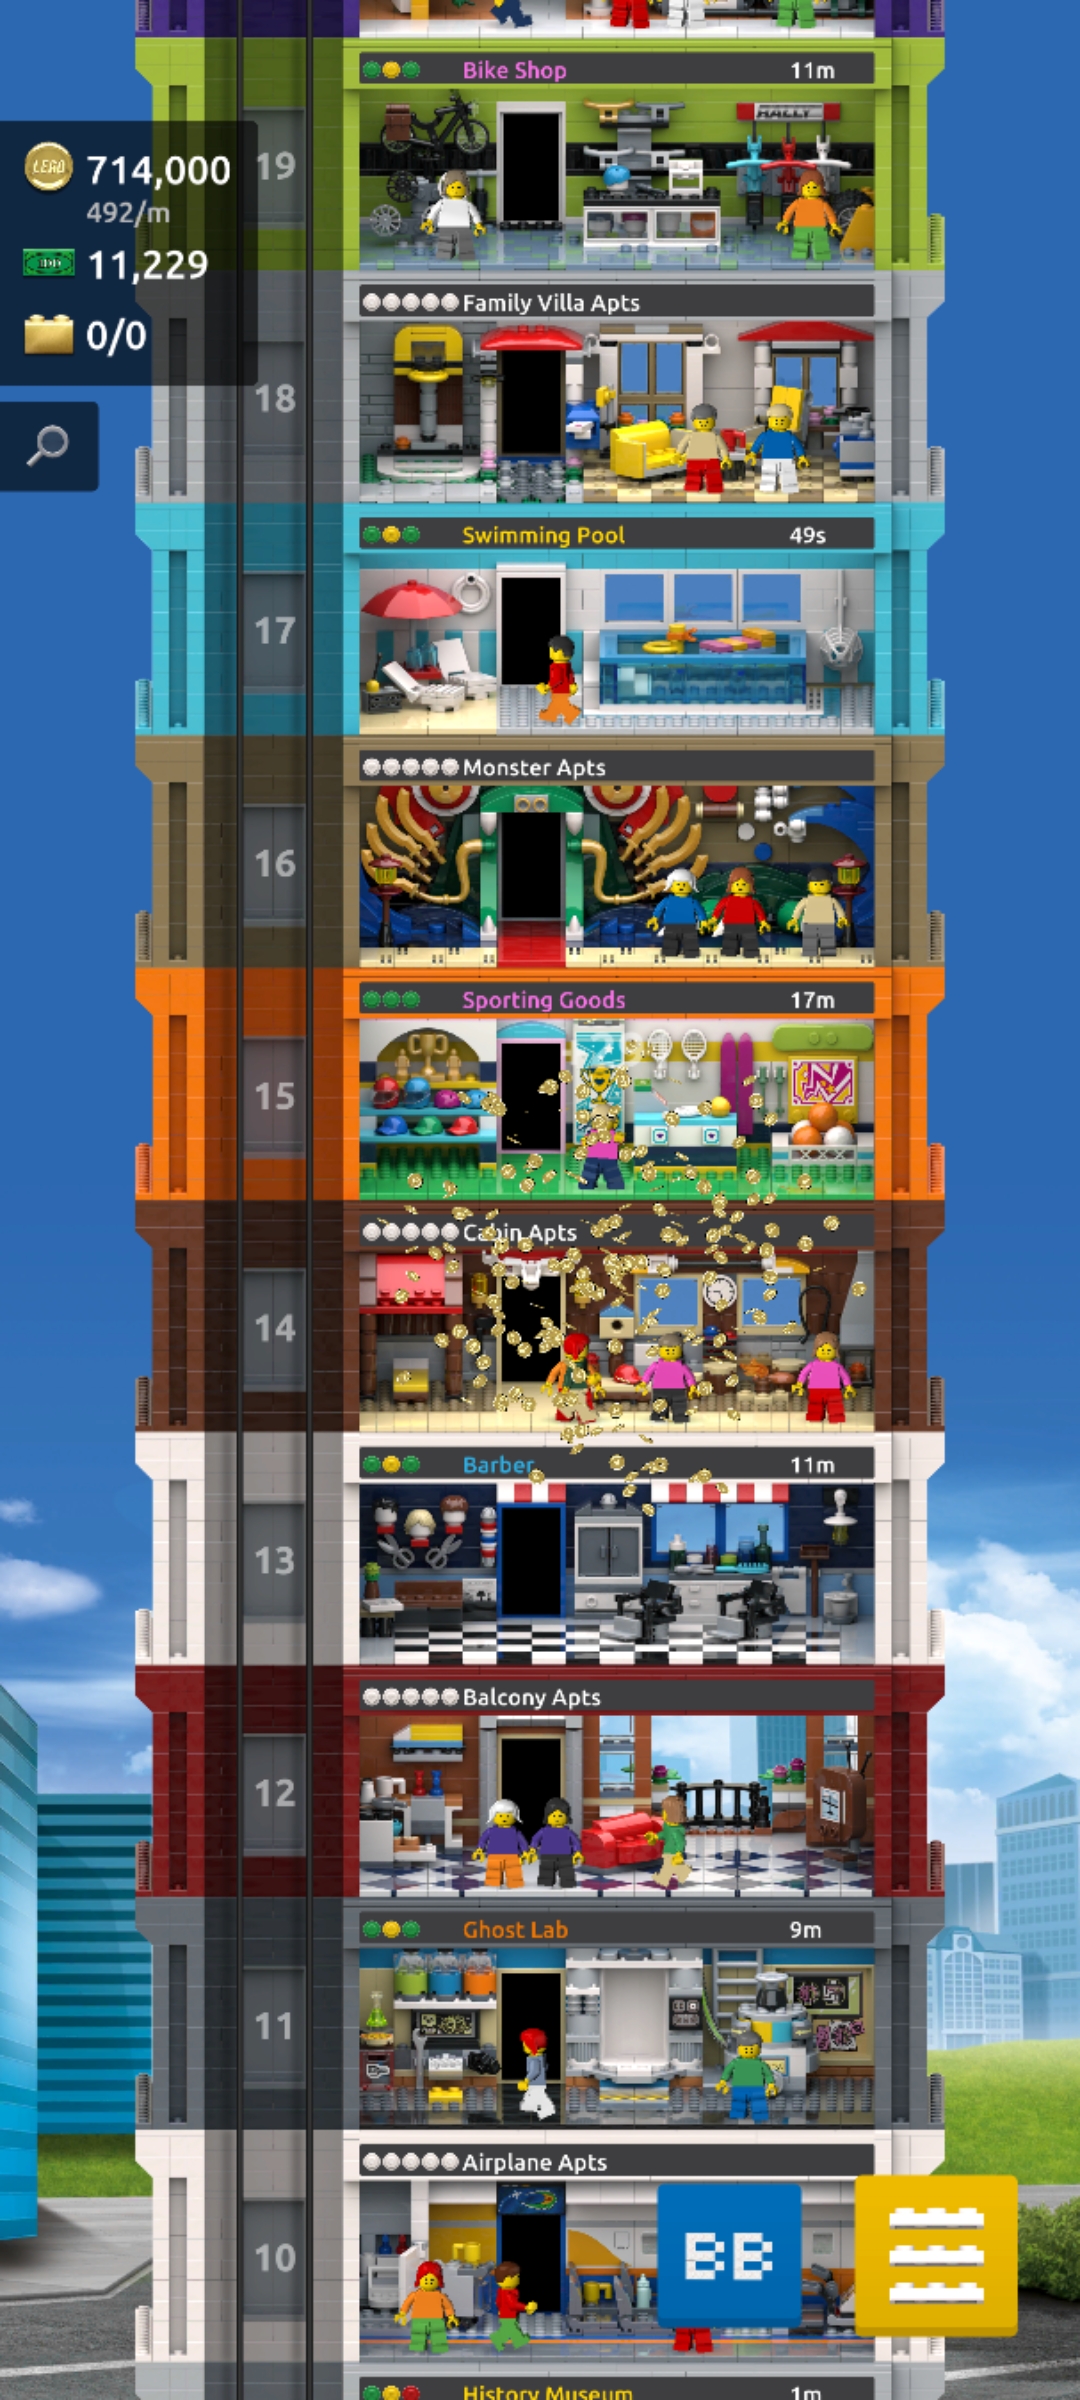 Bike Shop 11m
RALLY
19
LEGO 714,000
492/m
11,229
0/0
Family Villa Apts
18
Swimming Pool 49s
17
Monster Apts
16
Sporting Goods 17m
15
N
Cabin Apts
14
Barber 11m
13
Balcony Apts
12
Ghost Lab 9m
11
Airplane Apts
10
BB
History Museum 1m